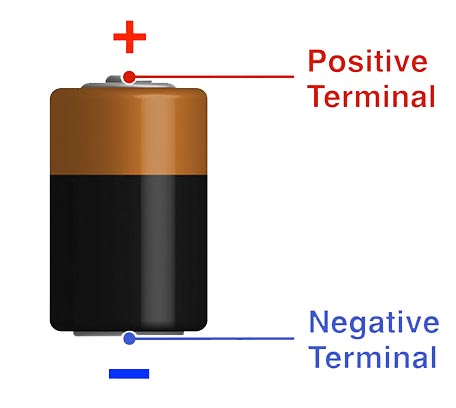 +
Positive
Terminal
Negative
Terminal
−